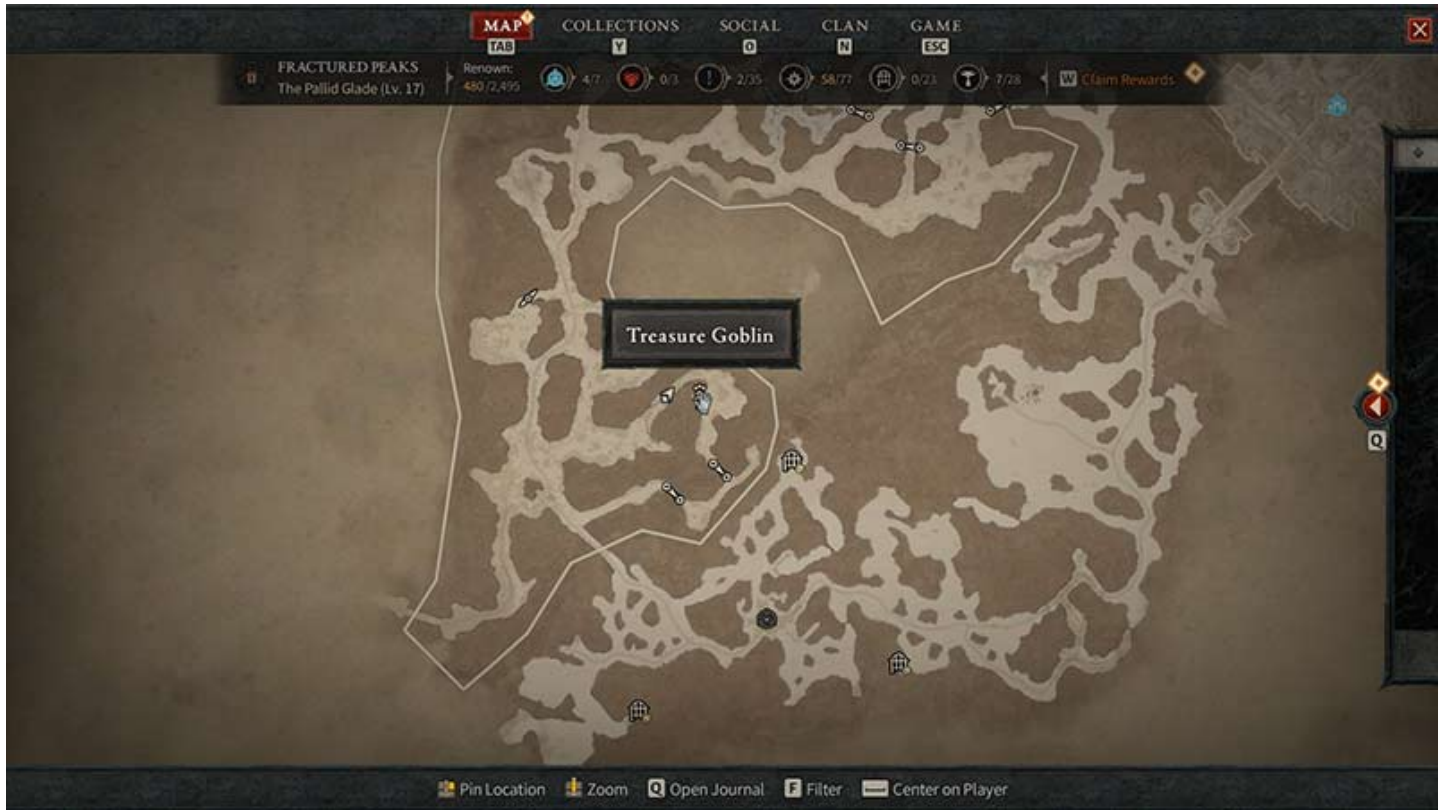 MAP COLLECTIONS SOCIAL CLAN GAME
TAB Y O N ESC
FRACTURED PEAKS
The Pallid Glade (Lv. 17)
Renown:
480/2,495
4/7 0/3 2/35 58/77 0/23 7/28 W Claim Rewards
Treasure Goblin
Q
Pin Location Zoom Q Open Journal F Filter Center on Player